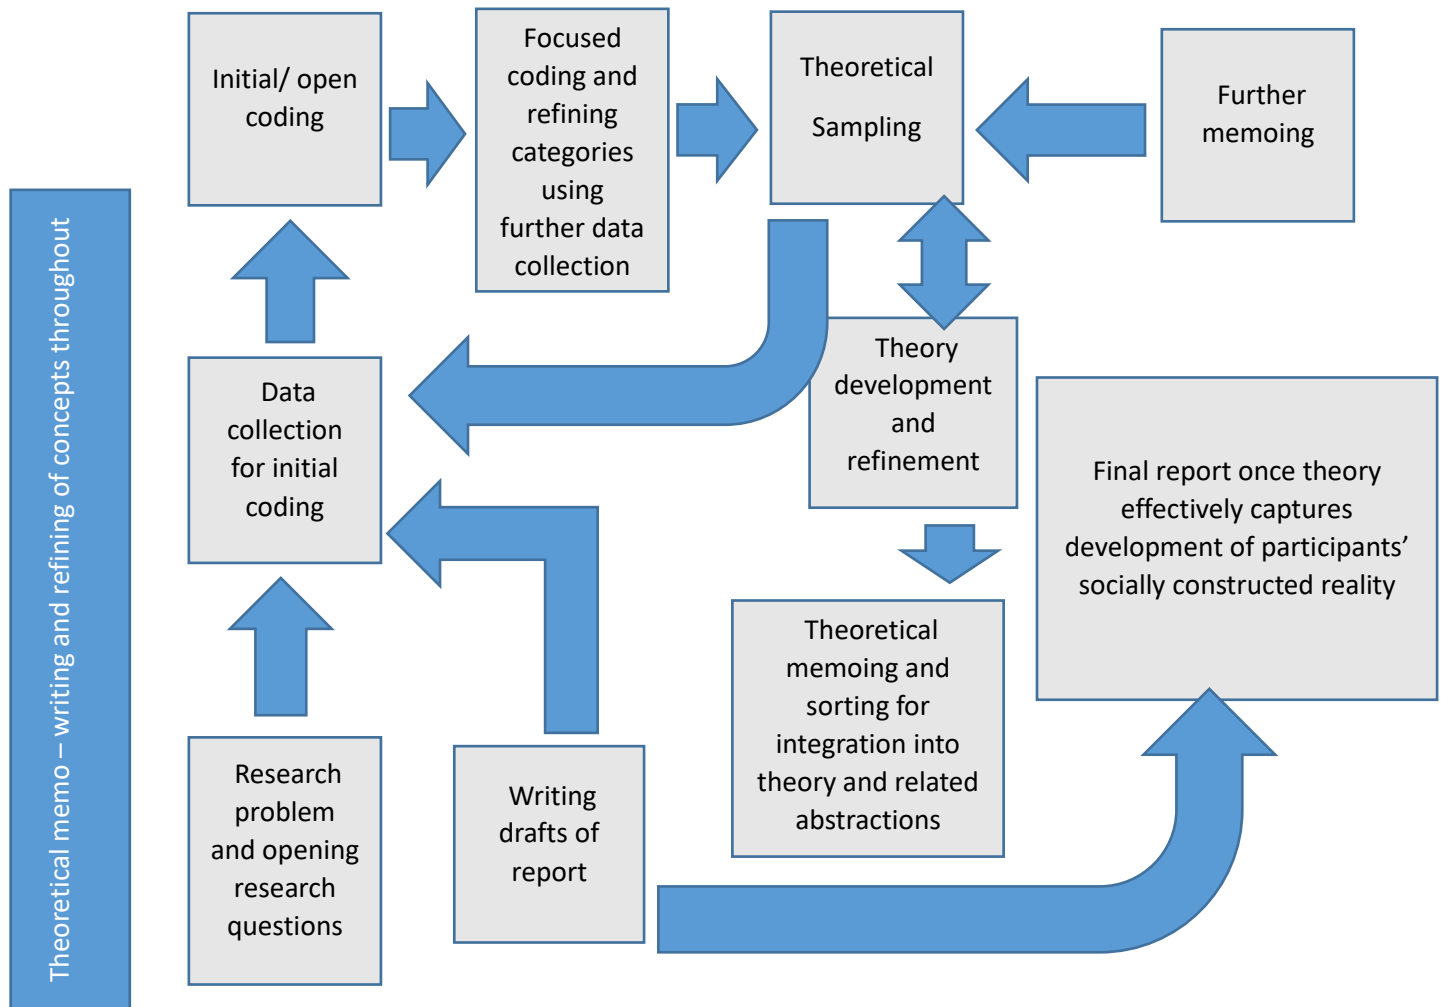 Theoretical memo – writing and refining of concepts throughout
Initial/ open
coding
Focused
coding and
refining
categories
using
further data
collection
Theoretical
Sampling
Further
memoing
Data
collection
for initial
coding
Theory
development
and
refinement
Final report once theory
effectively captures
development of participants’
socially constructed reality
Research
problem
and opening
research
questions
Writing
drafts of
report
Theoretical
memoing and
sorting for
integration into
theory and related
abstractions